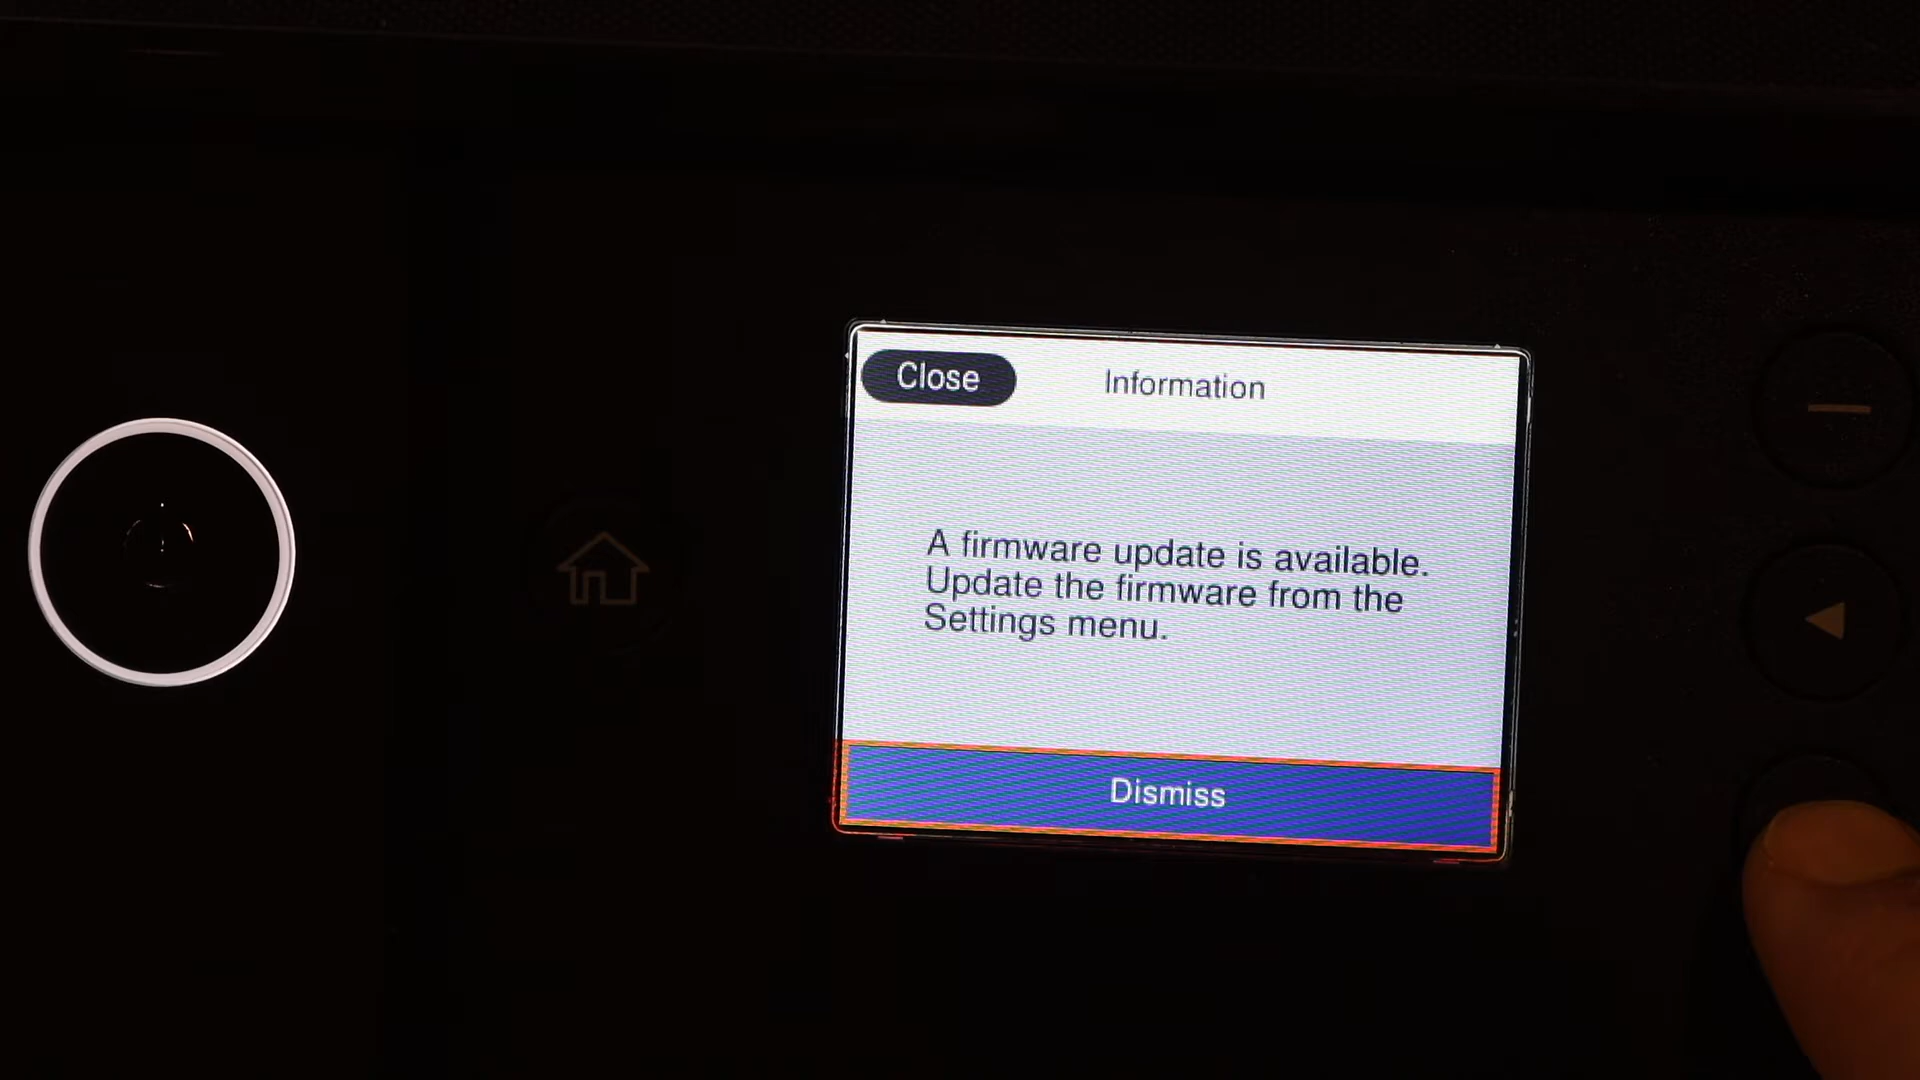 Close
Information
A firmware update is available.
Update the firmware from the
Settings menu.
Dismiss